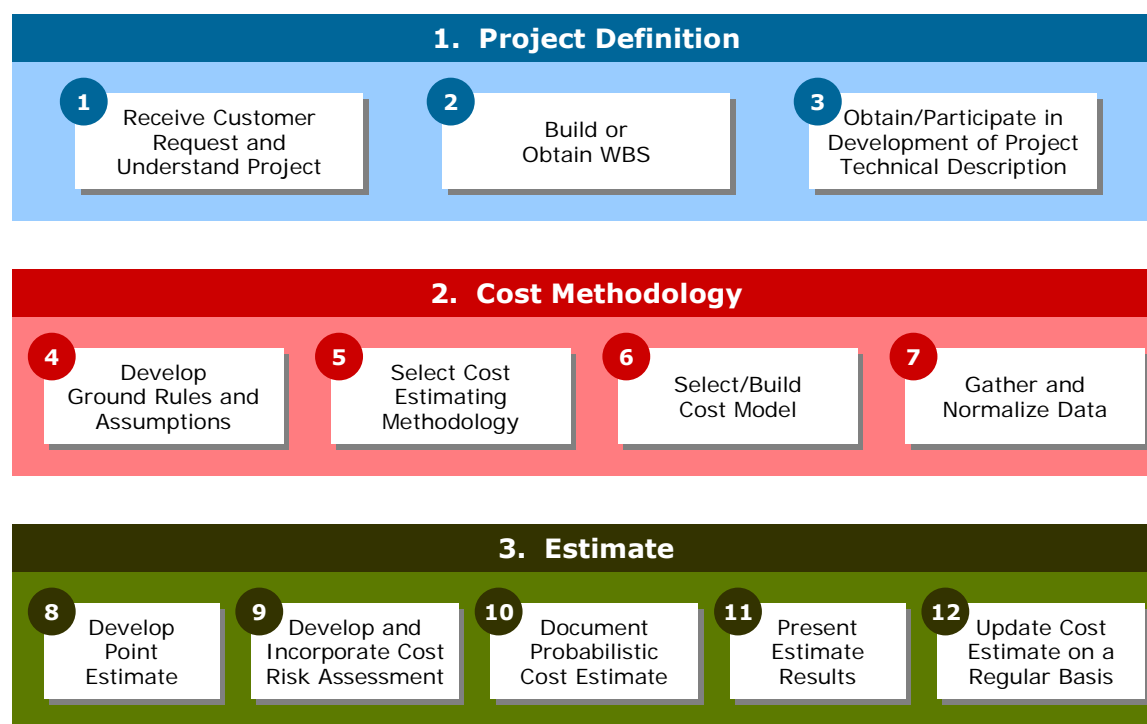 1. Project Definition
1
Receive Customer
Request and
Understand Project
2
Build or
Obtain WBS
3
Obtain/Participate in
Development of Project
Technical Description
2. Cost Methodology
4
Develop
Ground Rules and
Assumptions
5
Select Cost
Estimating
Methodology
6
Select/Build
Cost Model
7
Gather and
Normalize Data
3. Estimate
8
Develop
Point
Estimate
9
Develop and
Incorporate Cost
Risk Assessment
10
Document
Probabilistic
Cost Estimate
11
Present
Estimate
Results
12
Update Cost
Estimate on a
Regular Basis